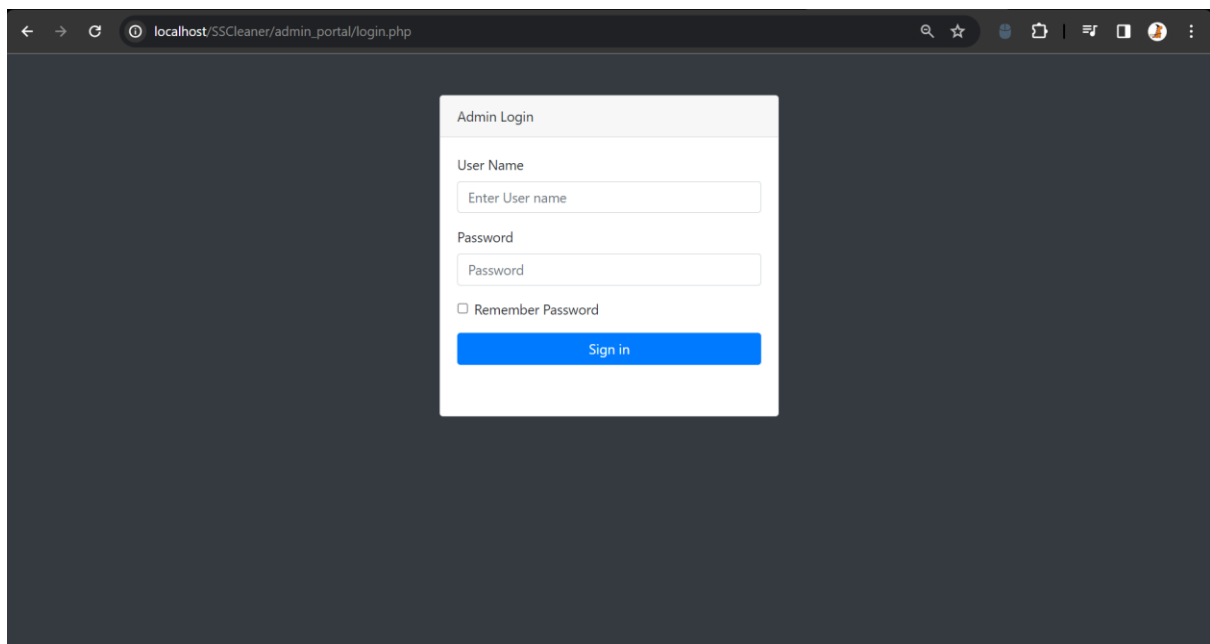 localhost/SSCleaner/admin_portal/login.php
Admin Login
User Name
Enter User name
Password
Password
Remember Password
Sign in